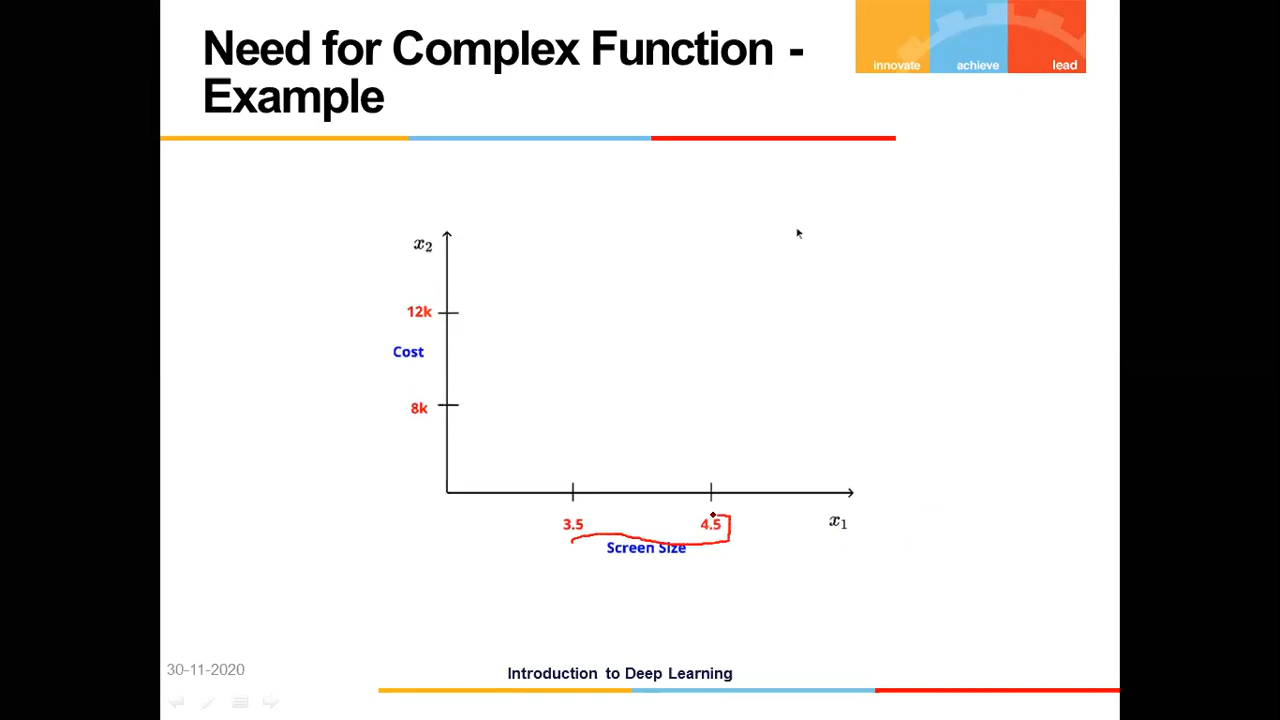 Need for Complex Function -
Example
innovate achieve lead
x2
12k
Cost
8k
3.5 4.5 x1
Screen Size
30-11-2020
Introduction to Deep Learning